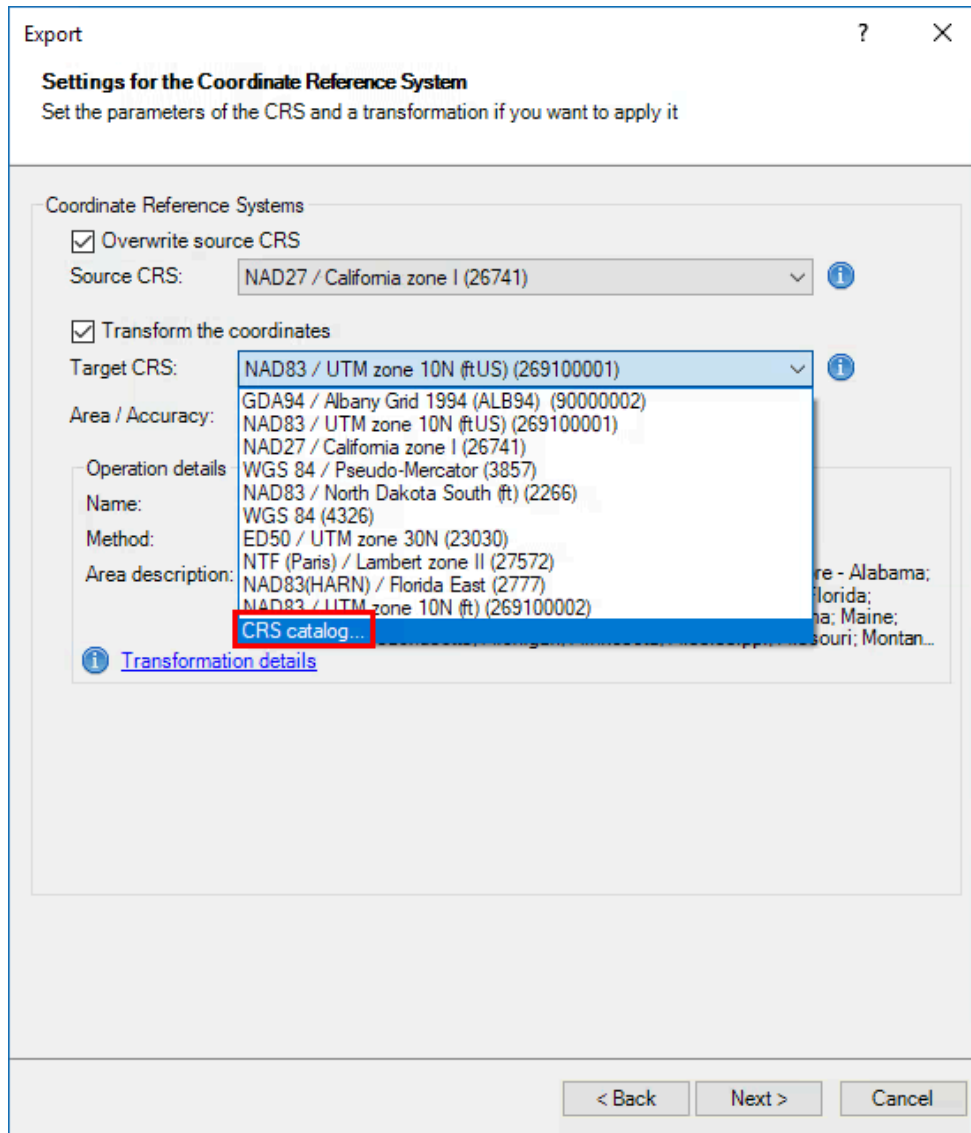 Export
?
Settings for the Coordinate Reference System
Set the parameters of the CRS and a transformation if you want to apply it
Coordinate Reference Systems
Overwrite source CRS
Source CRS: NAD27 / California zone I (26741)
Transform the coordinates
Target CRS: NAD83 / UTM zone 10N (ftUS) (269100001)
GDA94 / Albany Grid 1994 (ALB94) (90000002)
Area / Accuracy: NAD83 / UTM zone 10N (ftUS) (269100001)
NAD27 / California zone I (26741)
Operation details WGS 84 / Pseudo-Mercator (3857)
NAD83 / North Dakota South (ft) (2266)
Name: WGS 84 (4326)
Method: ED50 / UTM zone 30N (23030)
NTF (Paris) / Lambert zone II (27572)
Area description: re - Alabama;
NAD83(HARN) / Florida East (2777) lorida;
NAD83 / UTM zone 10N (ft) (269100002) na; Maine;
CRS catalog... souri; Montan...
Transformation details
< Back Next > Cancel